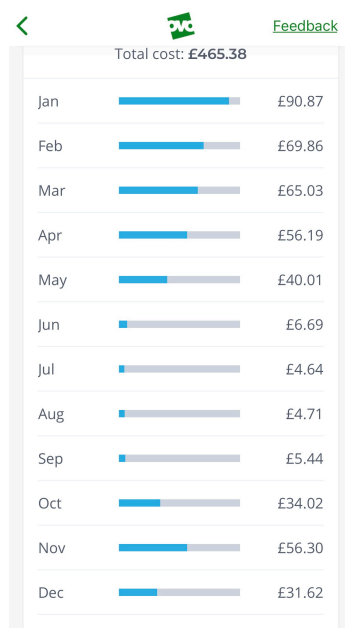 ovo
Feedback
Total cost: £465.38
Jan £90.87
Feb £69.86
Mar £65.03
Apr £56.19
May £40.01
Jun £6.69
Jul £4.64
Aug £4.71
Sep £5.44
Oct £34.02
Nov £56.30
Dec £31.62